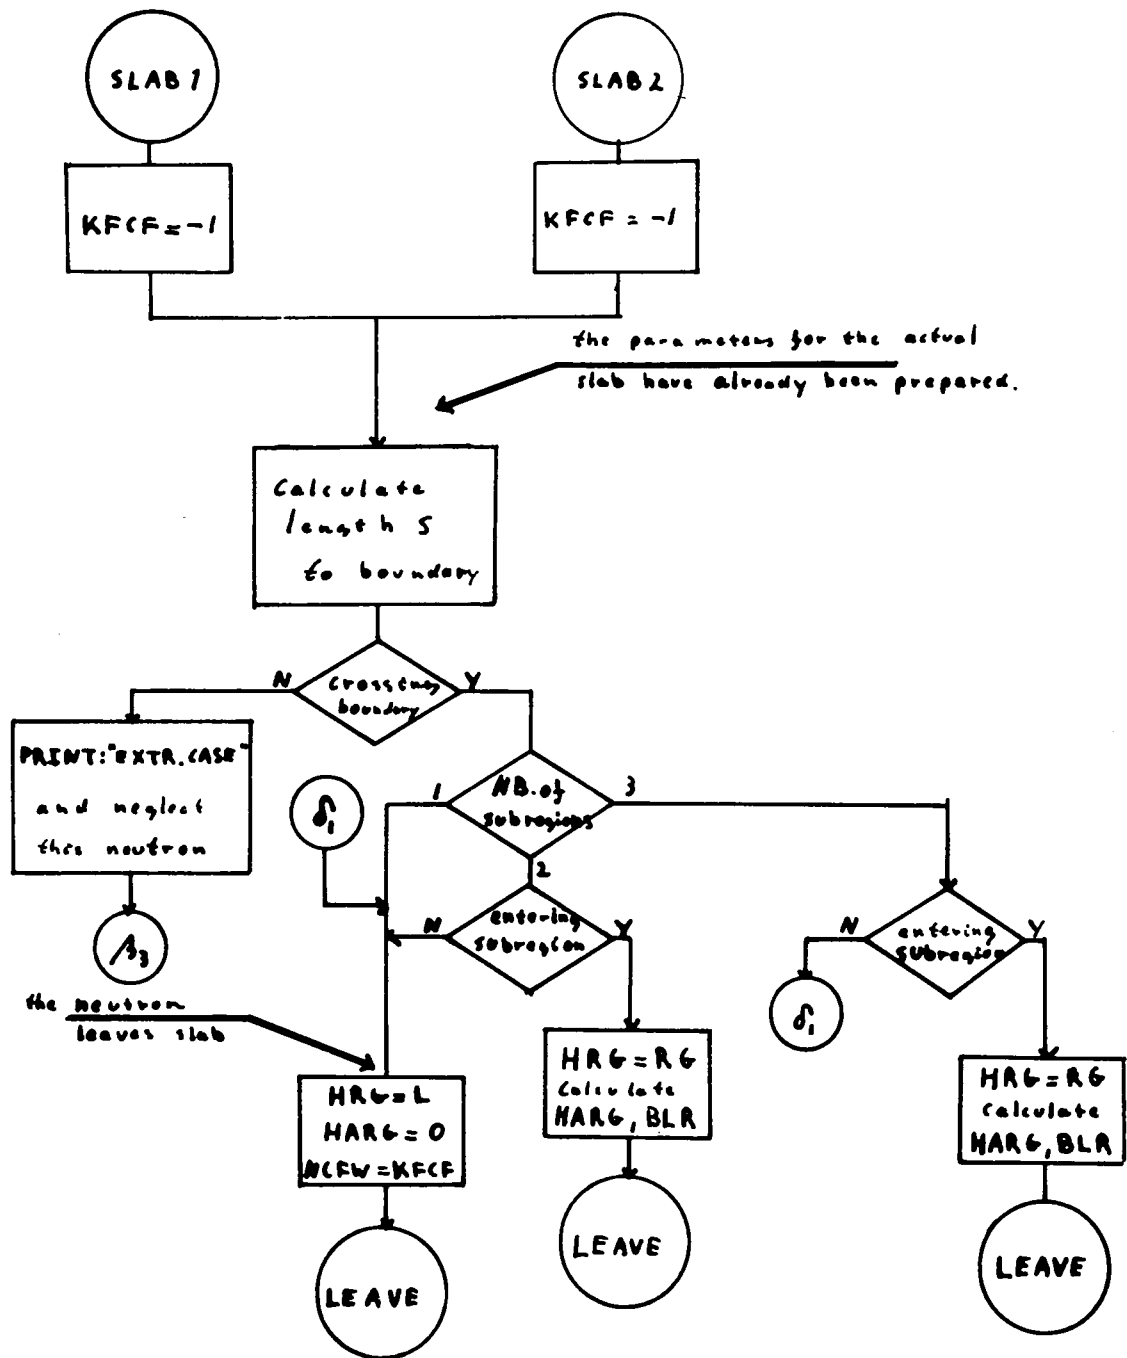 SLAB 1
SLAB 2
KFCF = -1
KFCF = -1
the parameters for the actual
slab have already been prepared.
Calculate
length S
to boundary
N
crossing
boundary
Y
PRINT: "EXTR. CASE"
and neglect
this neutron
β₃
δ₁
1
NB. of
subregions
3
2
N
entering
subregion
Y
N
entering
subregion
Y
δ₁
the neutron
leaves slab
HRG = L
HARG = 0
NCFW = KFCF
LEAVE
HRG = RG
Calculate
HARG, BLR
LEAVE
HRG = RG
Calculate
HARG, BLR
LEAVE